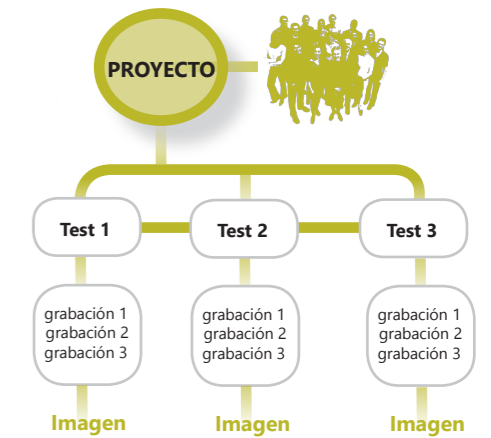 PROYECTO
Test 1
Test 2
Test 3
grabación 1
grabación 2
grabación 3
grabación 1
grabación 2
grabación 3
grabación 1
grabación 2
grabación 3
Imagen
Imagen
Imagen